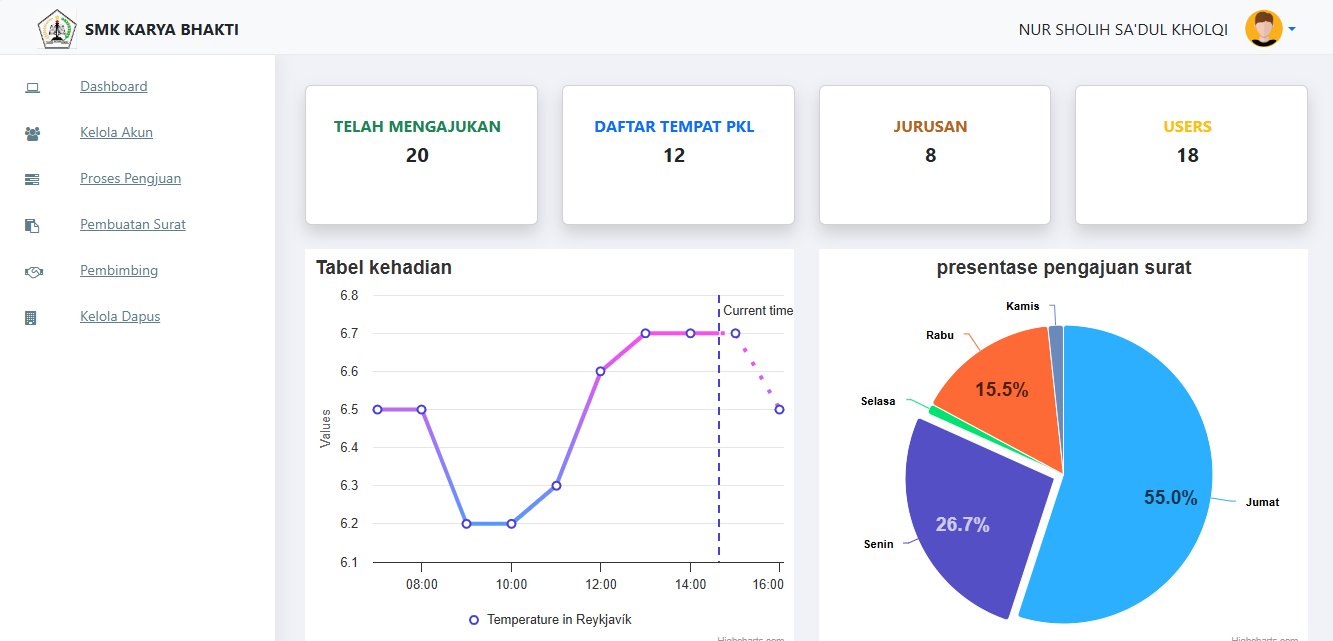 SMK KARYA BHAKTI
NUR SHOLIH SA'DUL KHOLQI
Dashboard
Kelola Akun
Proses Pengjuan
Pembuatan Surat
Pembimbing
Kelola Dapus
TELAH MENGAJUKAN
20
DAFTAR TEMPAT PKL
12
JURUSAN
8
USERS
18
Tabel kehadian
Values
6.8
6.7
6.6
6.5
6.4
6.3
6.2
6.1
Current time
08:00
10:00
12:00
14:00
16:00
Temperature in Reykjavík
Highcharts.com
presentase pengajuan surat
Kamis
Rabu
15.5%
Selasa
55.0%
Jumat
26.7%
Senin
Highcharts.com